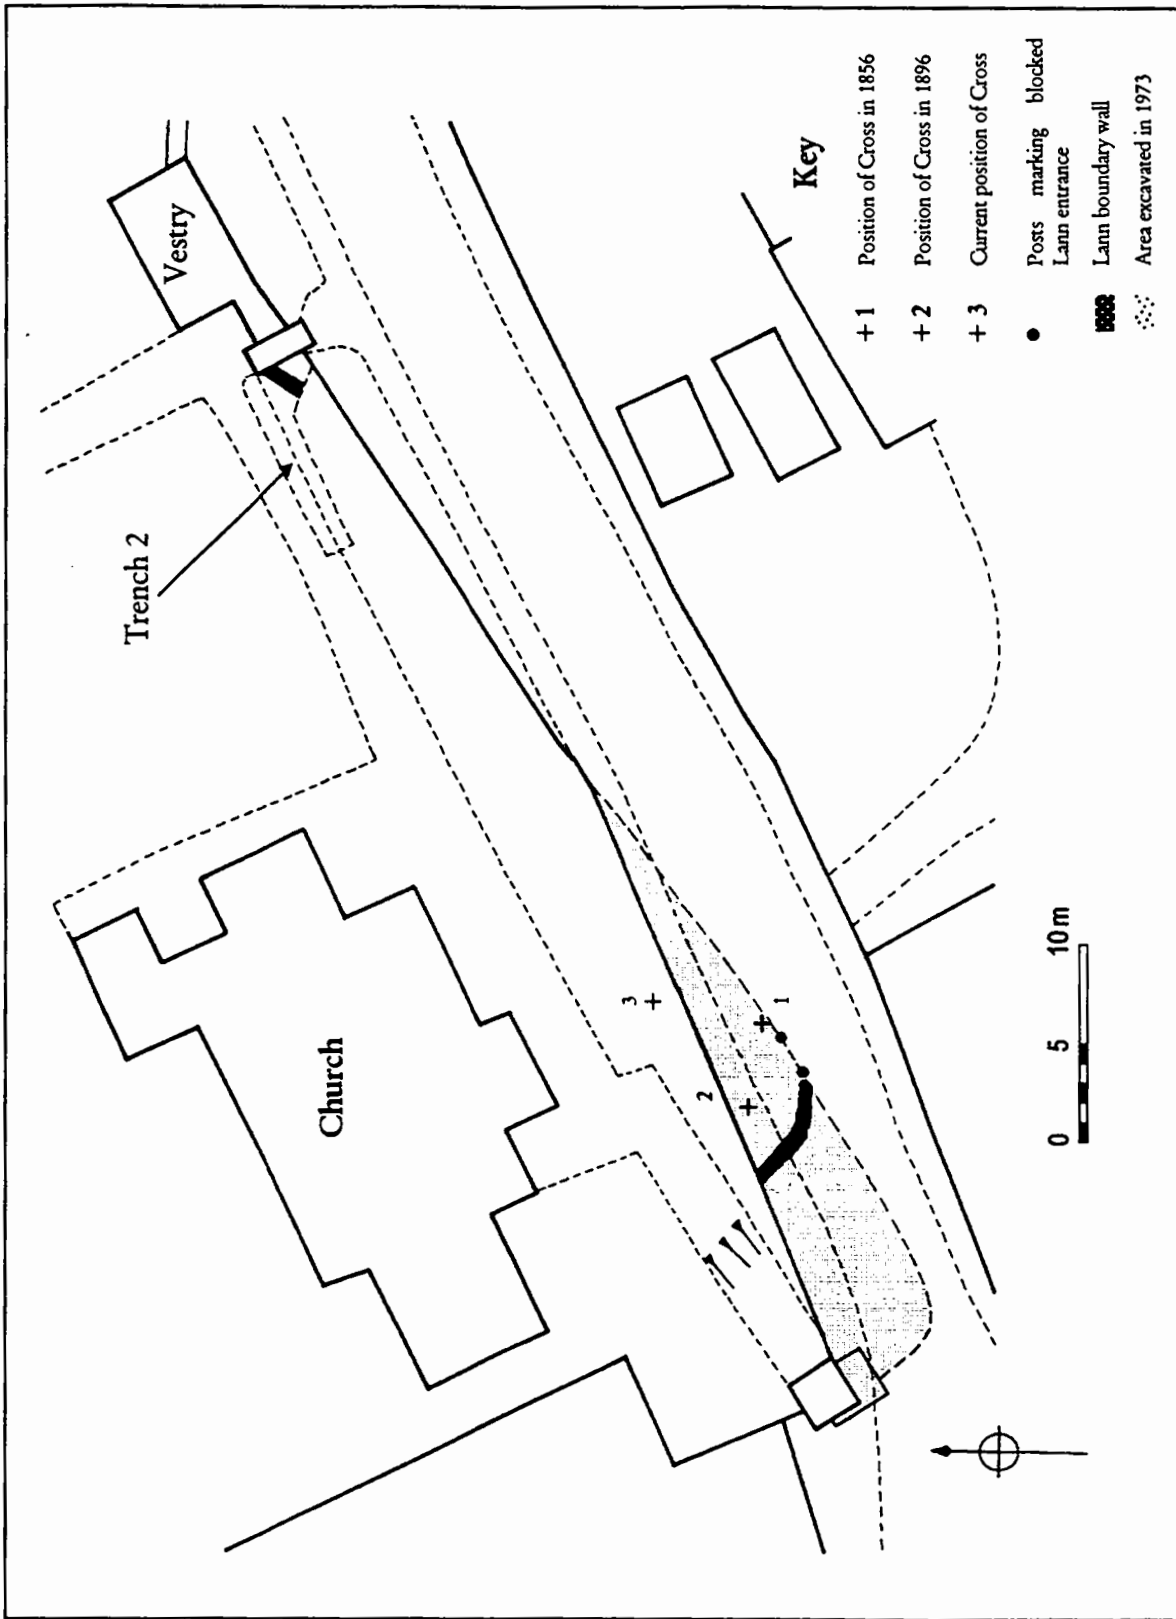 Vestry
Trench 2
Church
3
2
1
Key
+ 1 Position of Cross in 1856
+ 2 Position of Cross in 1896
+ 3 Current position of Cross
Posts marking blocked
Lann entrance
Lann boundary wall
Area excavated in 1973
0 5 10m